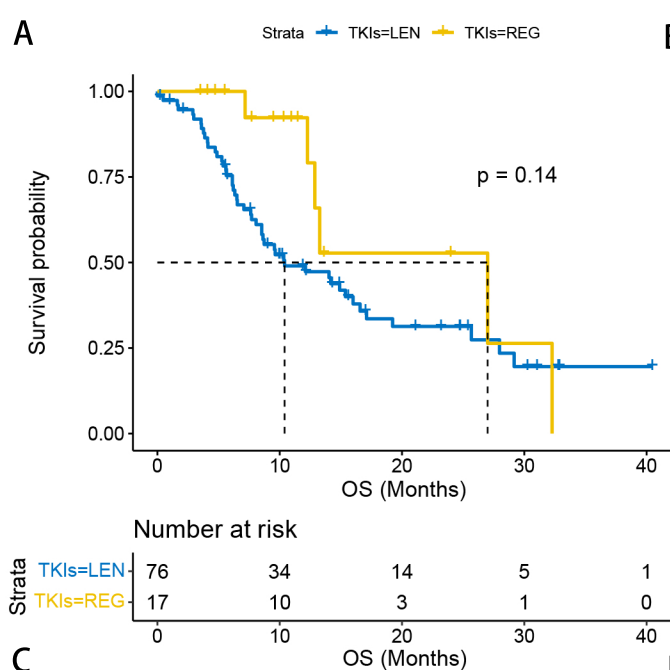 A
Strata TKIs=LEN TKIs=REG
1.00
0.75
0.50
0.25
0.00
Survival probability
p = 0.14
0 10 20 30 40
OS (Months)
Number at risk
Strata
TKIs=LEN 76 34 14 5 1
TKIs=REG 17 10 3 1 0
0 10 20 30 40
OS (Months)
C